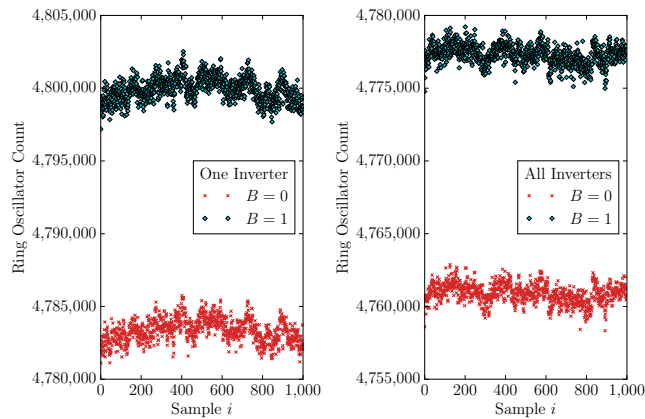 Ring Oscillator Count
4,805,000
4,800,000
4,795,000
4,790,000
4,785,000
4,780,000
One Inverter
B = 0
B = 1
0 200 400 600 800 1,000
Sample i
Ring Oscillator Count
4,780,000
4,775,000
4,770,000
4,765,000
4,760,000
4,755,000
All Inverters
B = 0
B = 1
0 200 400 600 800 1,000
Sample i